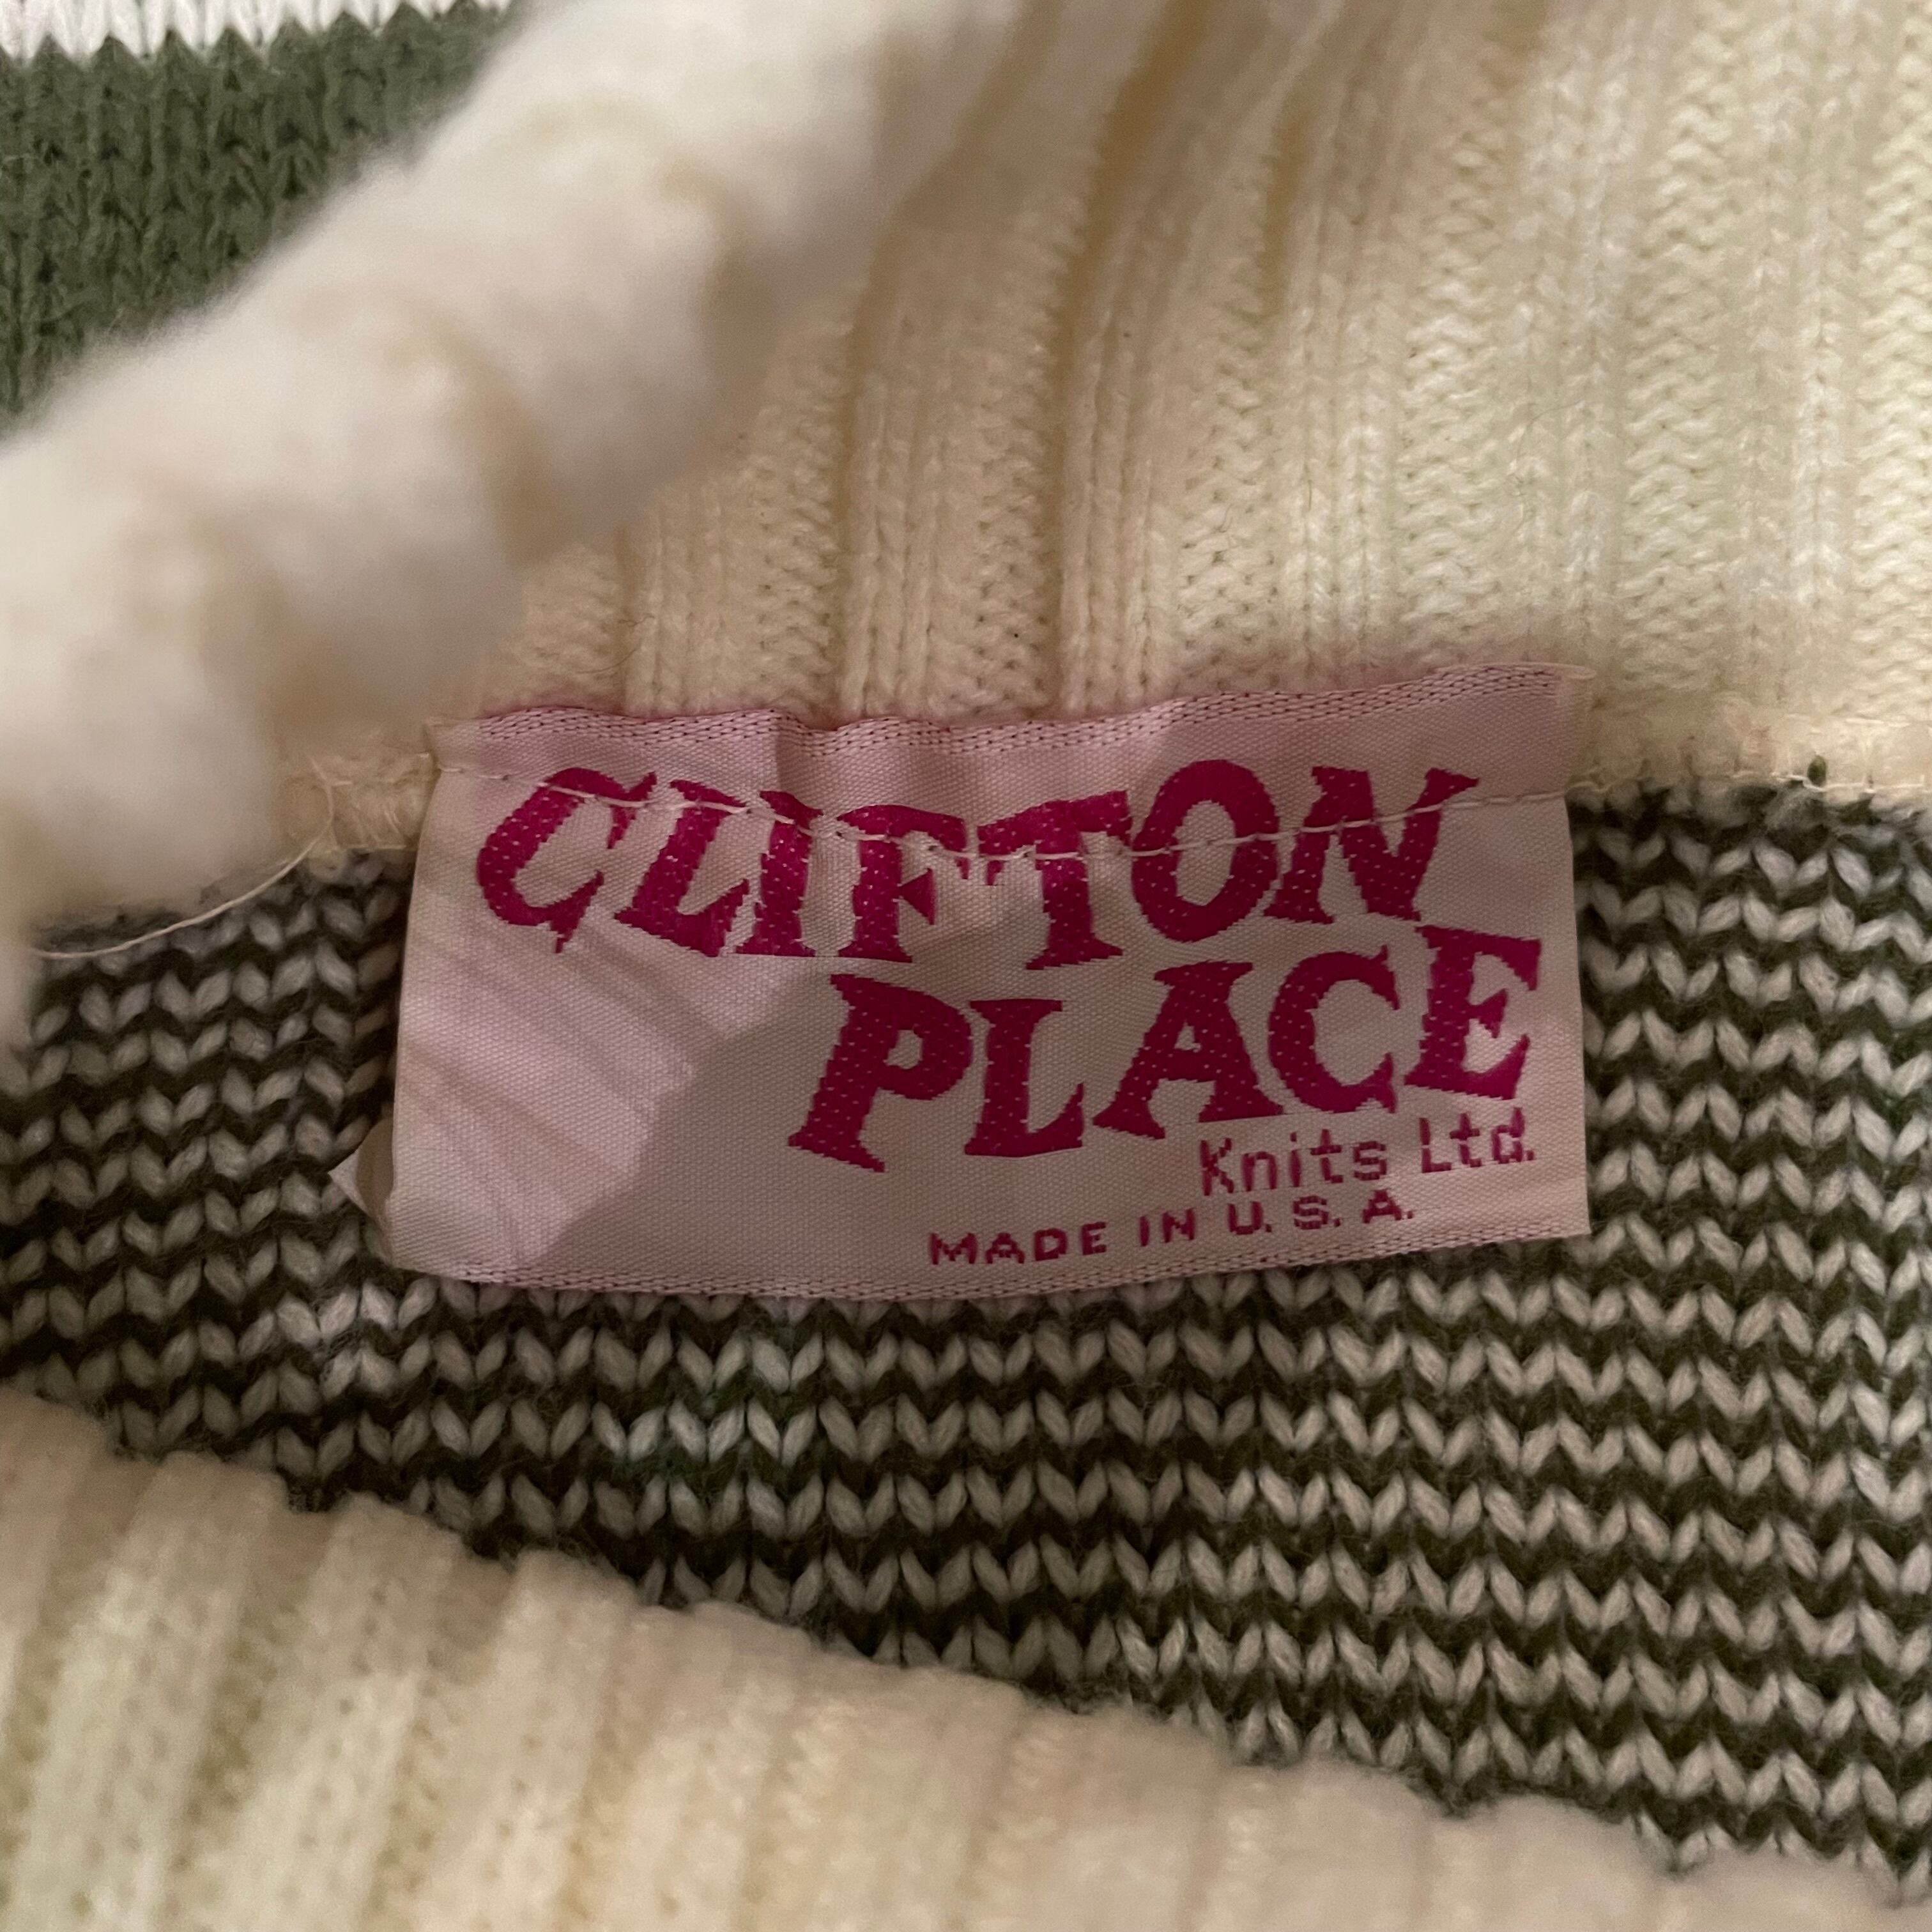 CLIFTON
PLACE
Knits Ltd.
MADE IN U.S.A.